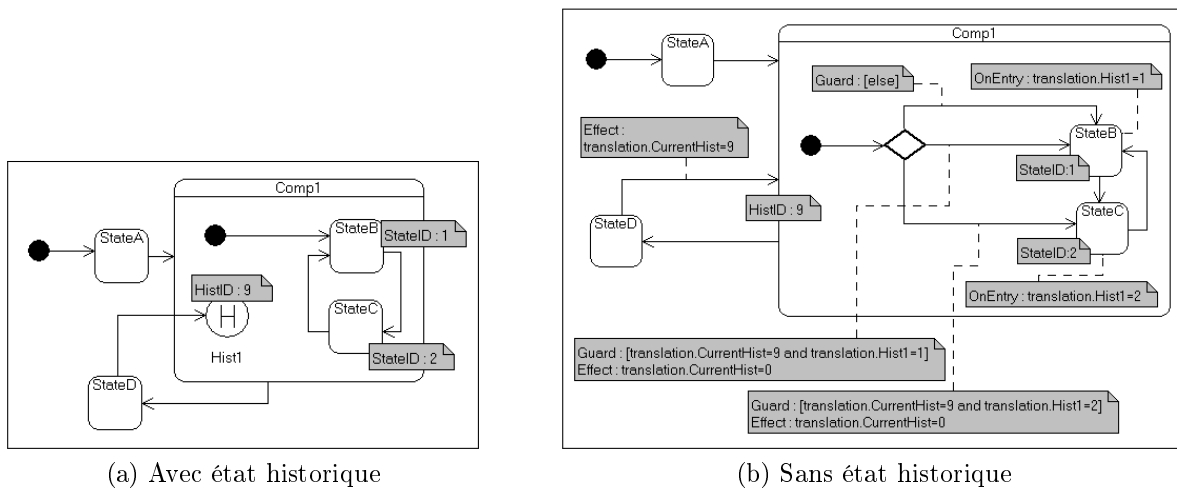 Comp1
StateA
StateB
StateID : 1
HistID : 9
H
StateC
Hist1
StateID : 2
StateD
(a) Avec état historique
StateA
Comp1
Guard : [else]
OnEntry : translation.Hist1=1
Effect :
translation.CurrentHist=9
StateB
StateID:1
HistID : 9
StateC
StateD
StateID:2
OnEntry : translation.Hist1=2
Guard : [translation.CurrentHist=9 and translation.Hist1=1]
Effect : translation.CurrentHist=0
Guard : [translation.CurrentHist=9 and translation.Hist1=2]
Effect : translation.CurrentHist=0
(b) Sans état historique